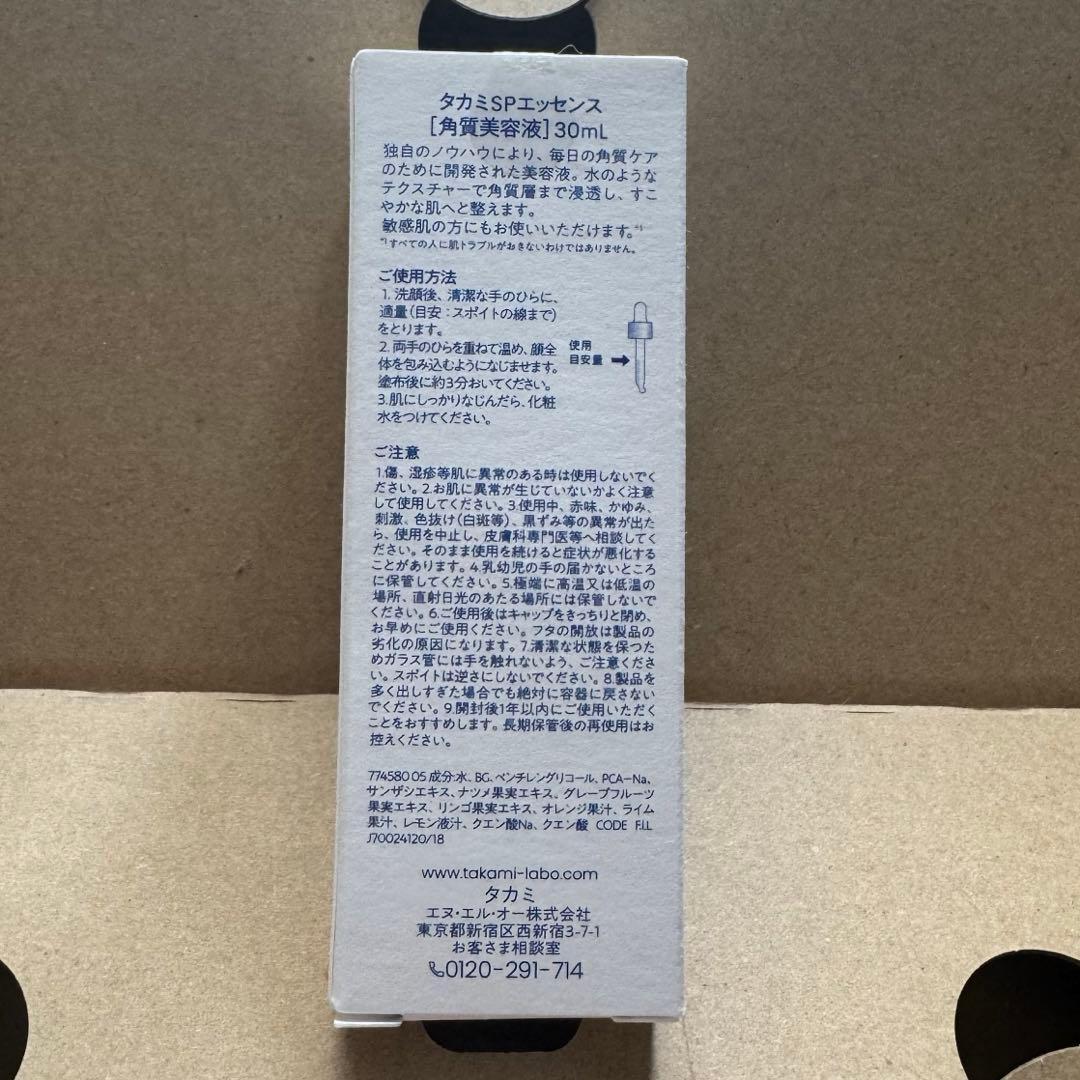 タカミSPエッセンス
［角質美容液］30mL
独自のノウハウにより、毎日の角質ケア
のために開発された美容液。水のような
テクスチャーで角質層まで浸透し、すこ
やかな肌へと整えます。
敏感肌の方にもお使いいただけます。*1
*1すべての人に肌トラブルがおきないわけではありません。
ご使用方法
1. 洗顔後、清潔な手のひらに、
適量(目安：スポイトの線まで)
をとります。
2. 両手のひらを重ねて温め、顔全
体を包み込むようになじませます。
塗布後に約3分おいてください。
3.肌にしっかりなじんだら、化粧
水をつけてください。
使用
目安量
ご注意
1.傷、湿疹等肌に異常のある時は使用しないでく
ださい。2.お肌に異常が生じていないかよく注意
して使用してください。3.使用中、赤味、かゆみ、
刺激、色抜け(白斑等)、黒ずみ等の異常が出た
ら、使用を中止し、皮膚科専門医等へ相談してく
ださい。そのまま使用を続けると症状が悪化する
ことがあります。4.乳幼児の手の届かないところ
に保管してください。5.極端に高温又は低温の
場所、直射日光のあたる場所には保管しないで
ください。6.ご使用後はキャップをきっちりと閉め、
お早めにご使用ください。フタの開放は製品の
劣化の原因になります。7.清潔な状態を保つた
めガラス管には手を触れないよう、ご注意くださ
い。スポイトは逆さにしないでください。8.製品を
多く出しすぎた場合でも絶対に容器に戻さない
でください。9.開封後1年以内にご使用いただく
ことをおすすめします。長期保管後の再使用はお
控えください。
774580 05 成分:水、BG、ペンチレングリコール、PCA-Na、
サンザシエキス、ナツメ果実エキス、グレープフルーツ
果実エキス、リンゴ果実エキス、オレンジ果汁、ライム
果汁、レモン液汁、クエン酸Na、クエン酸 CODE F.I.L
J70024120/18
www.takami-labo.com
タカミ
エヌ・エル・オー株式会社
東京都新宿区西新宿3-7-1
お客さま相談室
0120-291-714